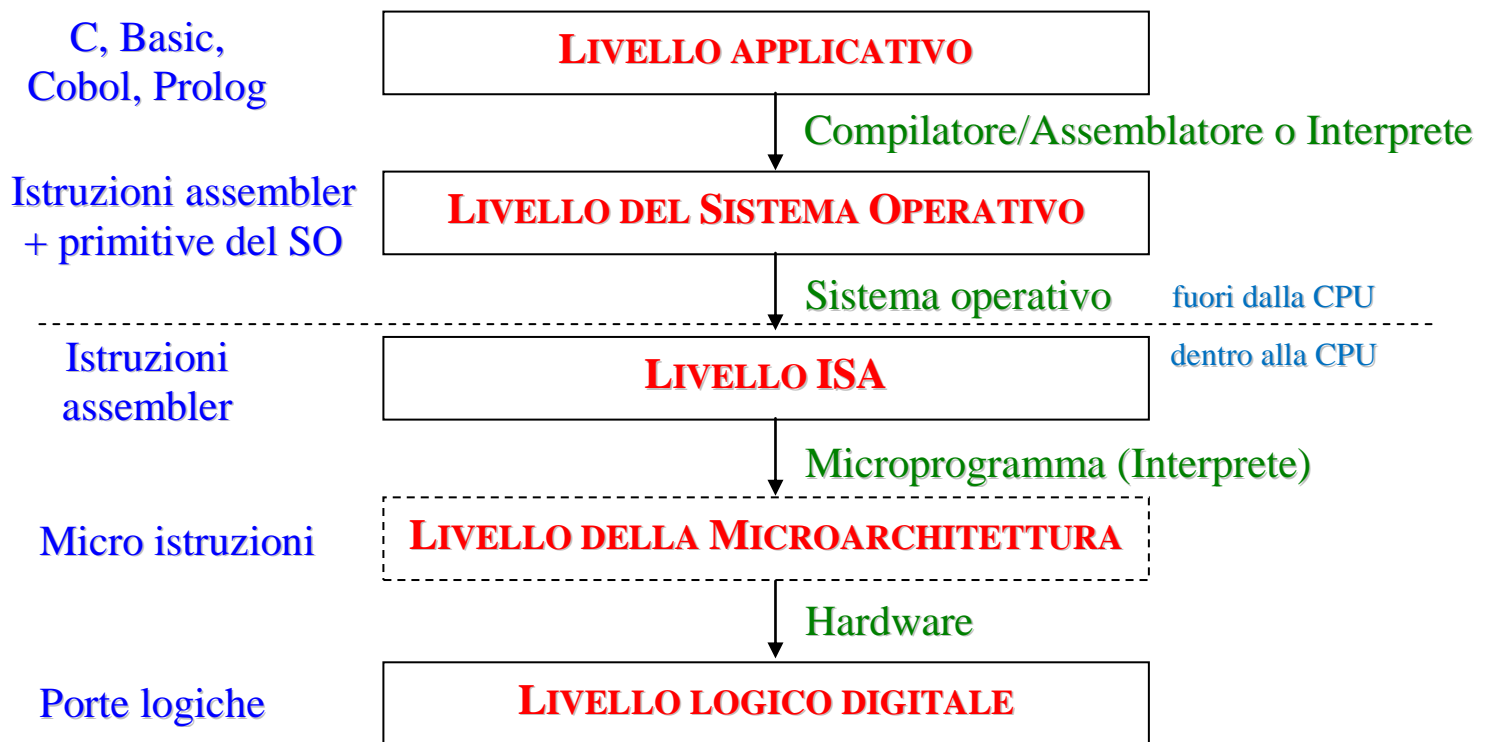 C, Basic,
Cobol, Prolog
LIVELLO APPLICATIVO
Compilatore/Assemblatore o Interprete
Istruzioni assembler
+ primitive del SO
LIVELLO DEL SISTEMA OPERATIVO
Sistema operativo
fuori dalla CPU
dentro alla CPU
Istruzioni
assembler
LIVELLO ISA
Microprogramma (Interprete)
Micro istruzioni
LIVELLO DELLA MICROARCHITETTURA
Hardware
Porte logiche
LIVELLO LOGICO DIGITALE